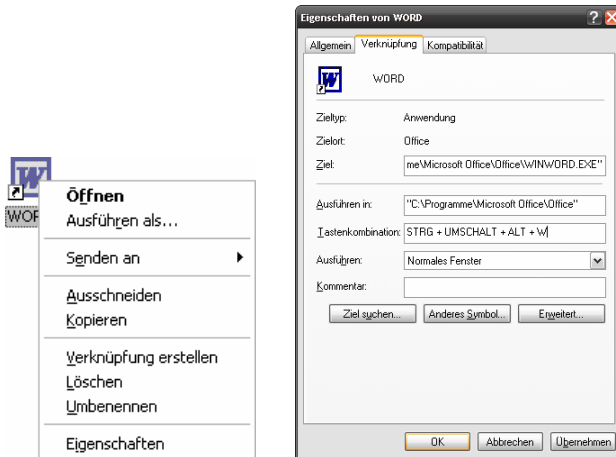 WOR
Öffnen
Ausführen als...
Senden an
Ausschneiden
Kopieren
Verknüpfung erstellen
Löschen
Umbenennen
Eigenschaften
Eigenschaften von WORD
Allgemein Verknüpfung Kompatibilität
WORD
Zieltyp: Anwendung
Zielort: Office
Ziel: me\Microsoft Office\Office\WINWORD.EXE"
Ausführen in: "C:\Programme\Microsoft Office\Office"
Tastenkombination: STRG + UMSCHALT + ALT + W
Ausführen: Normales Fenster
Kommentar:
Ziel suchen... Anderes Symbol... Erweitert...
OK Abbrechen Übernehmen